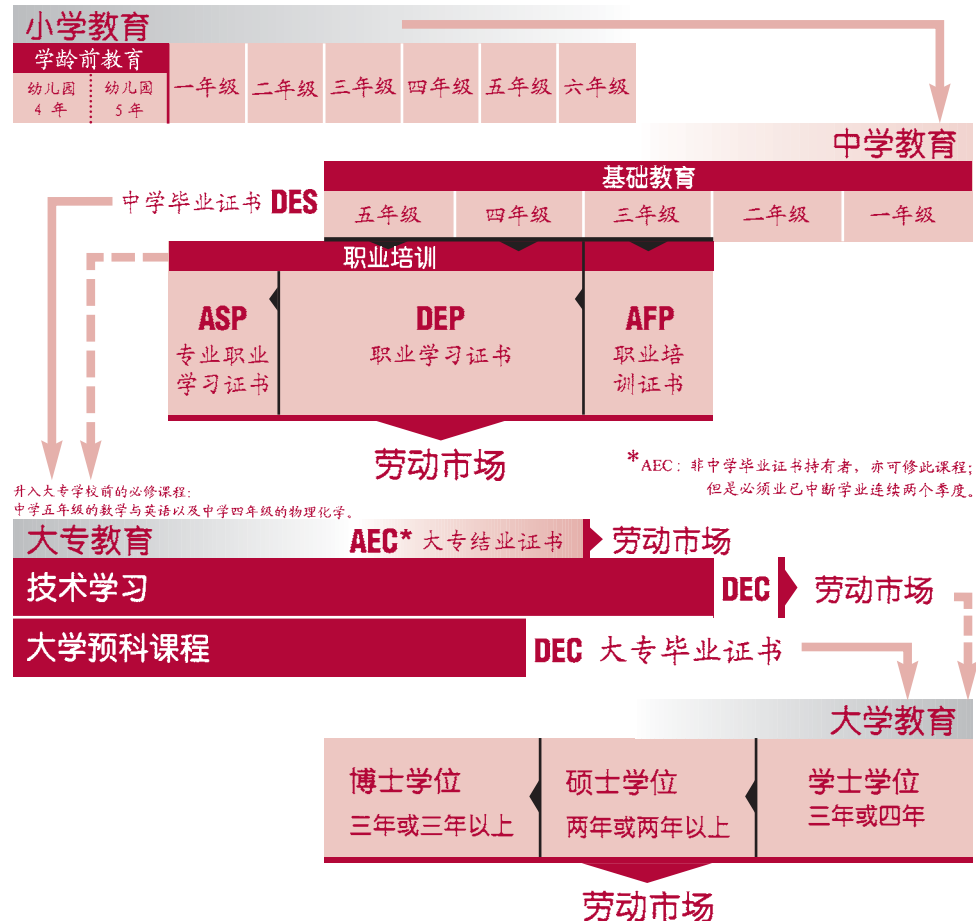 小学教育
学龄前教育
幼儿园
4 年
幼儿园
5 年
一年级
二年级
三年级
四年级
五年级
六年级
中学教育
基础教育
中学毕业证书 DES
五年级
四年级
三年级
二年级
一年级
职业培训
ASP
专业职业
学习证书
DEP
职业学习证书
AFP
职业培
训证书
劳动市场
*AEC：非中学毕业证书持有者，亦可修此课程；
但是必须业已中断学业连续两个季度。
升入大专学校前的必修课程:
中学五年级的数学与英语以及中学四年级的物理化学。
大专教育
AEC* 大专结业证书
劳动市场
技术学习
DEC
劳动市场
大学预科课程
DEC 大专毕业证书
大学教育
博士学位
三年或三年以上
硕士学位
两年或两年以上
学士学位
三年或四年
劳动市场